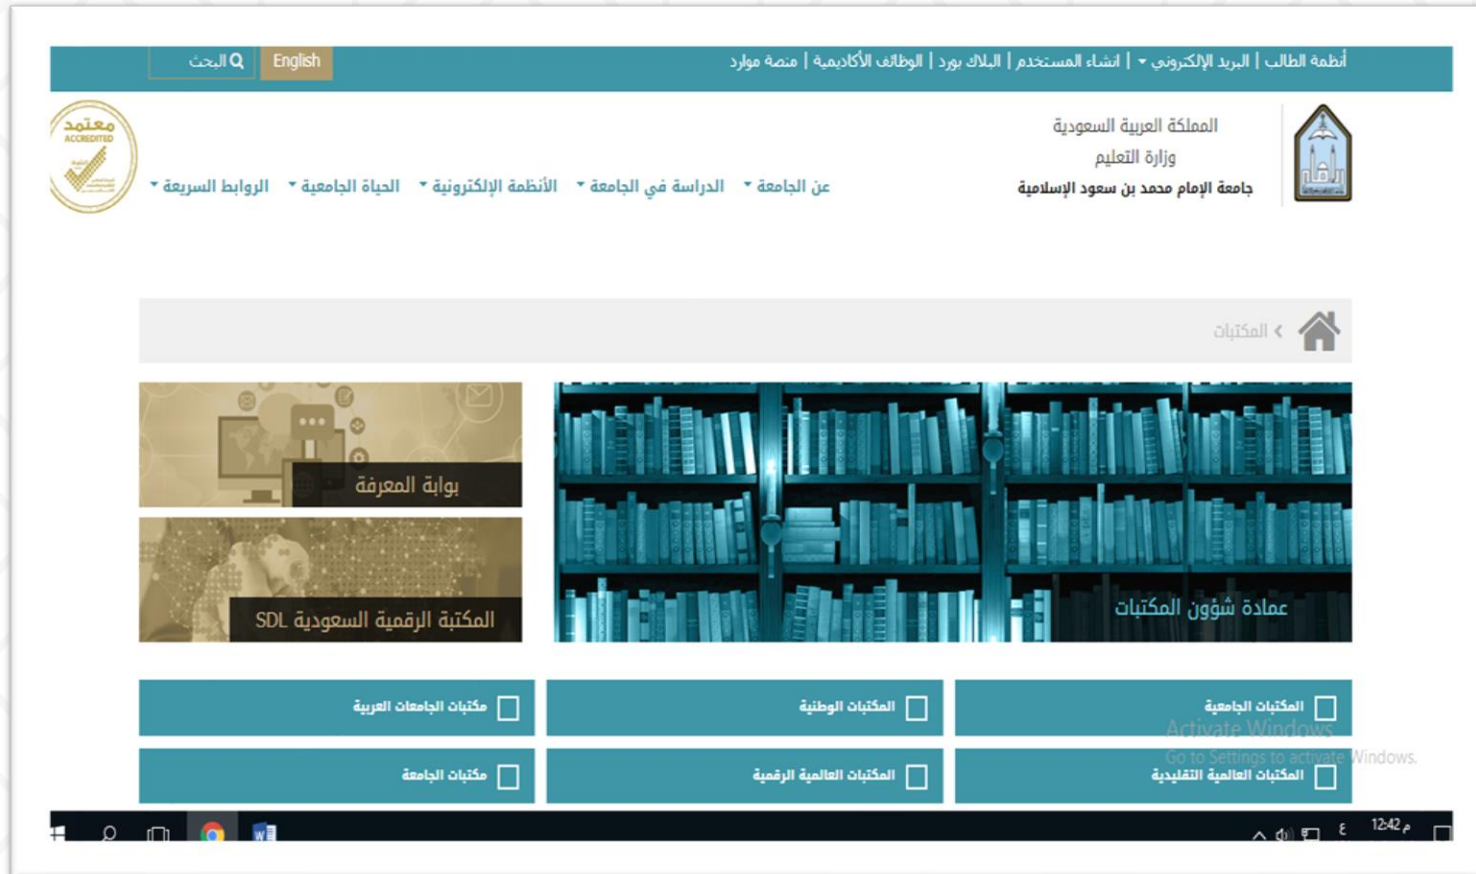 أنظمة الطالب | البريد الإلكتروني | انشاء المستخدم | البلاك بورد | الوظائف الأكاديمية | منصة موارد
English
البحث
المملكة العربية السعودية
وزارة التعليم
جامعة الإمام محمد بن سعود الإسلامية
عن الجامعة
الدراسة في الجامعة
الأنظمة الإلكترونية
الحياة الجامعية
الروابط السريعة
معتمد
ACCREDITED
المكتبات
عمادة شؤون المكتبات
بوابة المعرفة
المكتبة الرقمية السعودية SDL
المكتبات الجامعية
المكتبات الوطنية
مكتبات الجامعات العربية
Activate Windows
Go to Settings to activate Windows.
المكتبات العالمية التقليدية
المكتبات العالمية الرقمية
مكتبات الجامعة
12:42 م
ع